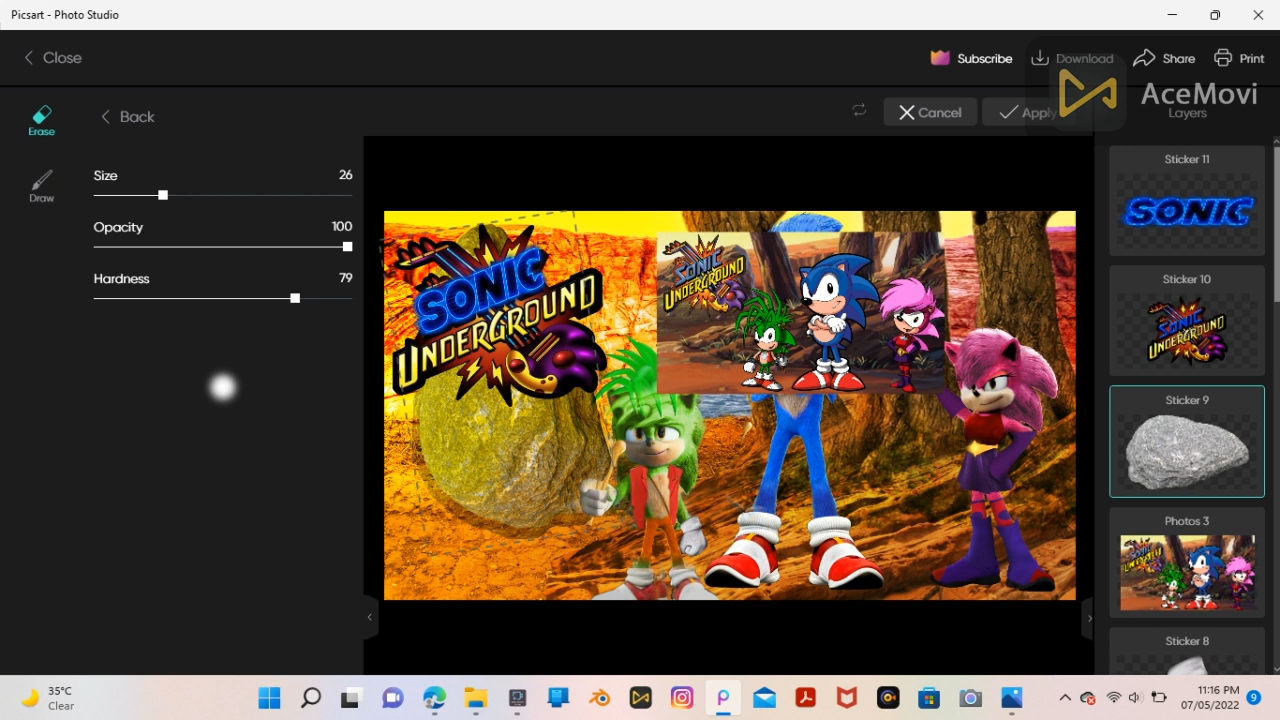 Picsart - Photo Studio
Close
Subscribe
Download
Share
Print
AceMovi
Erase
Back
Cancel
Apply
Layers
Draw
Size 26
Opacity 100
Hardness 79
SONIC
UNDERGROUND
SONIC
UNDERGROUND
Sticker 11
SONIC
Sticker 10
SONIC
UNDERGROUND
Sticker 9
Photos 3
Sticker 8
35°C
Clear
11:16 PM
07/05/2022
9